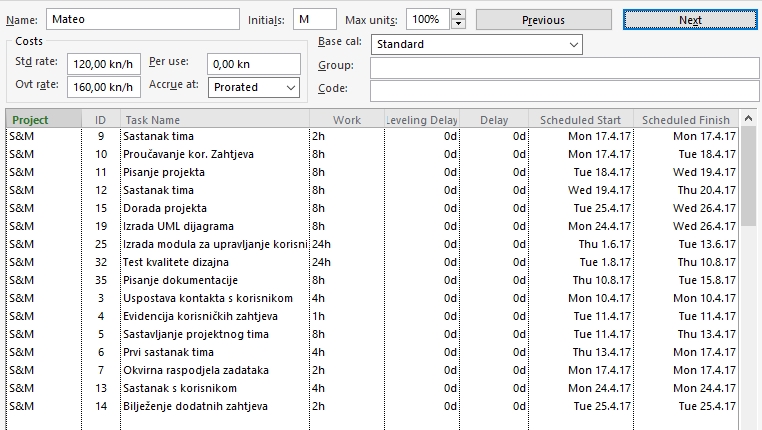 Name: Mateo Initials: M Max units: 100% Previous Next
Costs Base cal: Standard
Std rate: 120,00 kn/h Per use: 0,00 kn Group:
Ovt rate: 160,00 kn/h Accrue at: Prorated Code:
Project ID Task Name Work Leveling Delay Delay Scheduled Start Scheduled Finish
S&M 9 Sastanak tima 2h 0d 0d Mon 17.4.17 Mon 17.4.17
S&M 10 Proučavanje kor. Zahtjeva 8h 0d 0d Mon 17.4.17 Tue 18.4.17
S&M 11 Pisanje projekta 8h 0d 0d Tue 18.4.17 Wed 19.4.17
S&M 12 Sastanak tima 8h 0d 0d Wed 19.4.17 Thu 20.4.17
S&M 15 Dorada projekta 8h 0d 0d Tue 25.4.17 Wed 26.4.17
S&M 19 Izrada UML dijagrama 8h 0d 0d Mon 24.4.17 Wed 26.4.17
S&M 25 Izrada modula za upravljanje korisni 24h 0d 0d Thu 1.6.17 Tue 13.6.17
S&M 32 Test kvalitete dizajna 24h 0d 0d Tue 1.8.17 Thu 10.8.17
S&M 35 Pisanje dokumentacije 8h 0d 0d Thu 10.8.17 Tue 15.8.17
S&M 3 Uspostava kontakta s korisnikom 4h 0d 0d Mon 10.4.17 Mon 10.4.17
S&M 4 Evidencija korisničkih zahtjeva 1h 0d 0d Tue 11.4.17 Tue 11.4.17
S&M 5 Sastavljanje projektnog tima 8h 0d 0d Tue 11.4.17 Thu 13.4.17
S&M 6 Prvi sastanak tima 4h 0d 0d Thu 13.4.17 Mon 17.4.17
S&M 7 Okvirna raspodjela zadataka 2h 0d 0d Mon 17.4.17 Mon 17.4.17
S&M 13 Sastanak s korisnikom 4h 0d 0d Mon 24.4.17 Mon 24.4.17
S&M 14 Bilježenje dodatnih zahtjeva 2h 0d 0d Tue 25.4.17 Tue 25.4.17